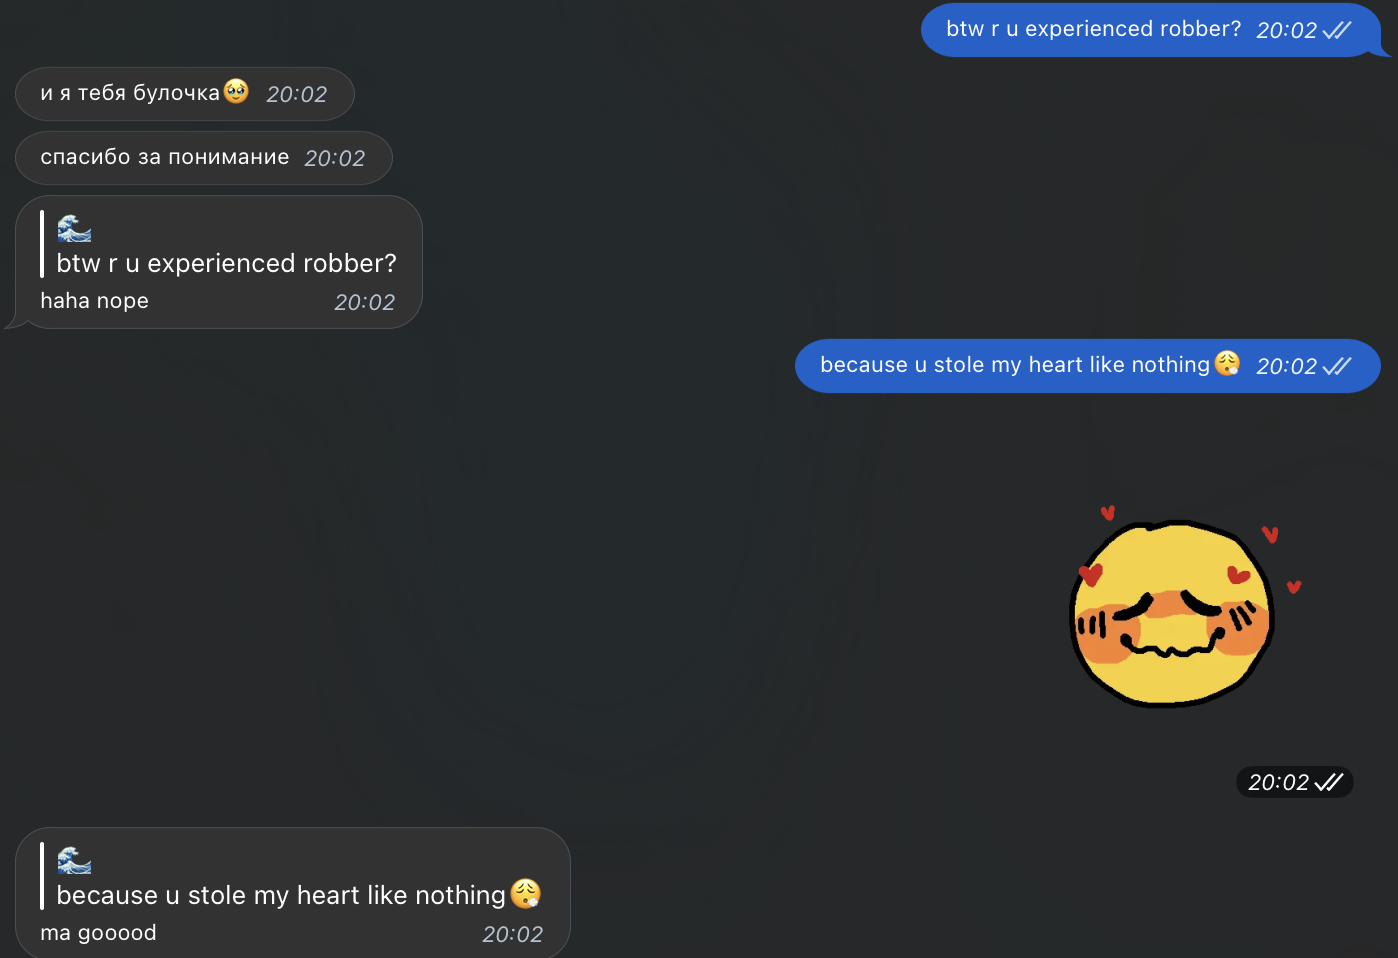 btw r u experienced robber? 20:02
и я тебя булочка🥹 20:02
спасибо за понимание 20:02
🌊
btw r u experienced robber?
haha nope 20:02
because u stole my heart like nothing😮‍💨 20:02
20:02
🌊
because u stole my heart like nothing😮‍💨
ma gooood 20:02